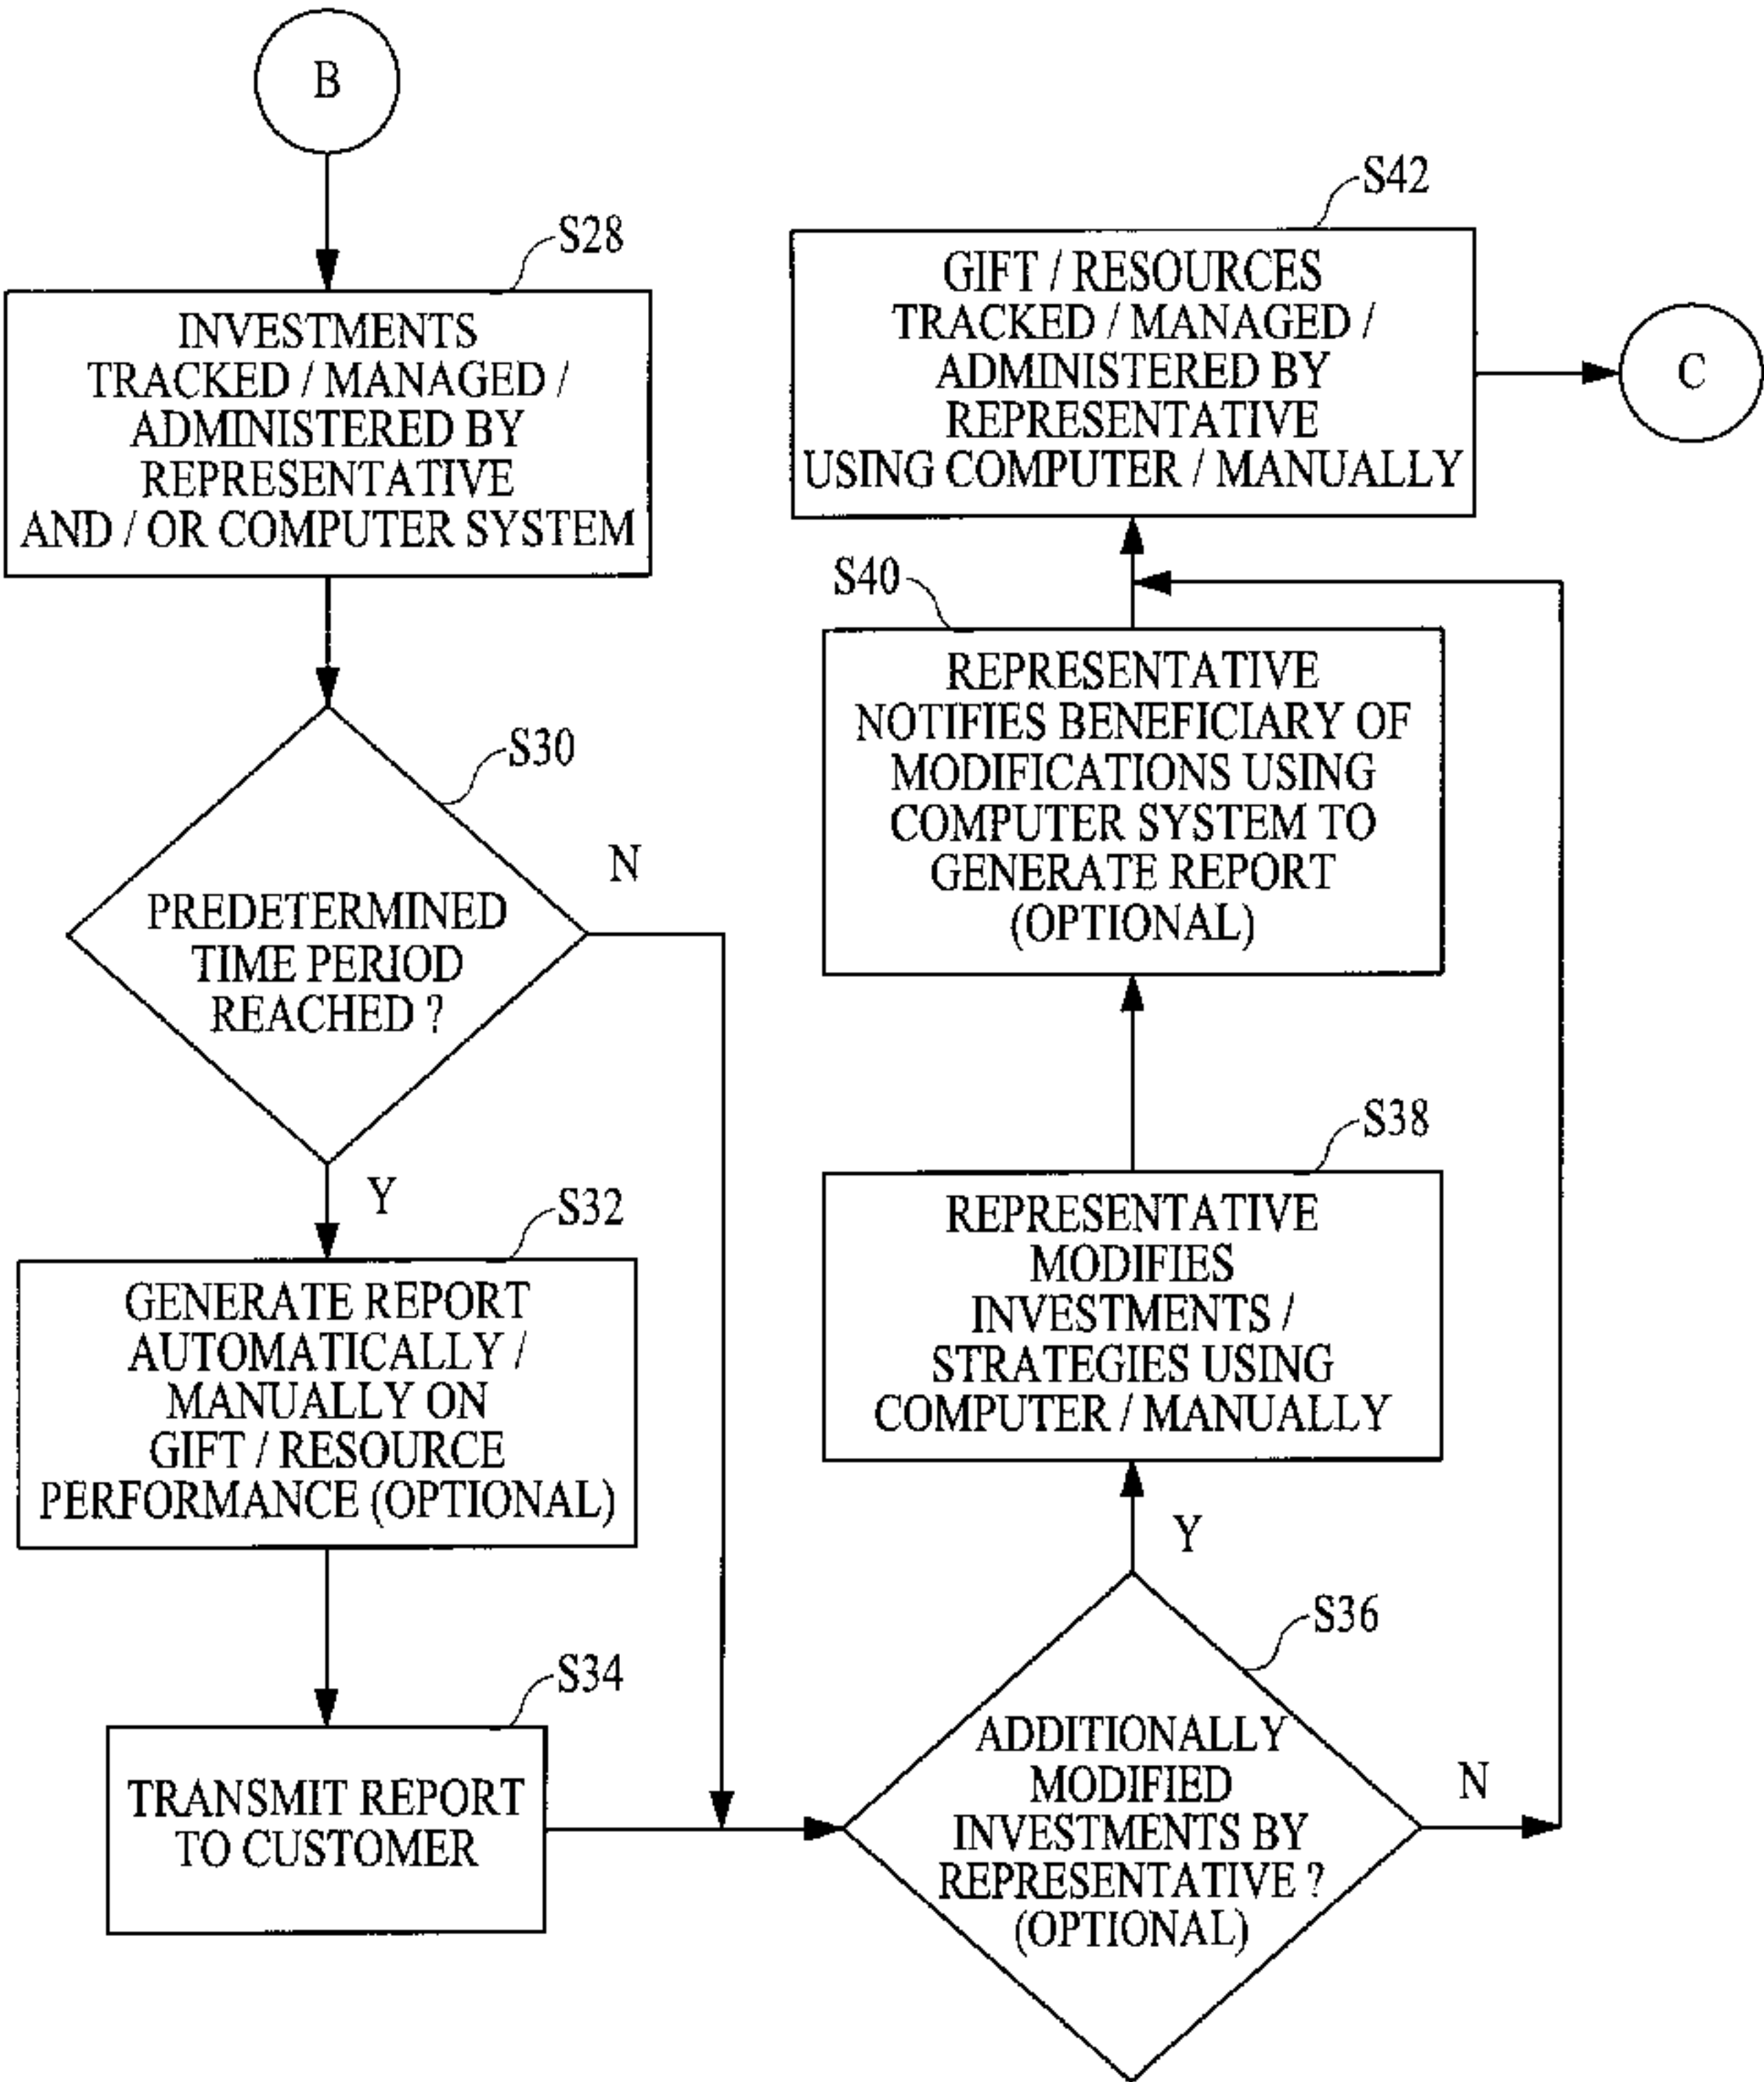 B
S28
INVESTMENTS
TRACKED / MANAGED /
ADMINISTERED BY
REPRESENTATIVE
AND / OR COMPUTER SYSTEM
S30
PREDETERMINED
TIME PERIOD
REACHED ?
N
Y
S32
GENERATE REPORT
AUTOMATICALLY /
MANUALLY ON
GIFT / RESOURCE
PERFORMANCE (OPTIONAL)
S34
TRANSMIT REPORT
TO CUSTOMER
S36
ADDITIONALLY
MODIFIED
INVESTMENTS BY
REPRESENTATIVE ?
(OPTIONAL)
N
Y
S38
REPRESENTATIVE
MODIFIES
INVESTMENTS /
STRATEGIES USING
COMPUTER / MANUALLY
S40
REPRESENTATIVE
NOTIFIES BENEFICIARY OF
MODIFICATIONS USING
COMPUTER SYSTEM TO
GENERATE REPORT
(OPTIONAL)
S42
GIFT / RESOURCES
TRACKED / MANAGED /
ADMINISTERED BY
REPRESENTATIVE
USING COMPUTER / MANUALLY
C